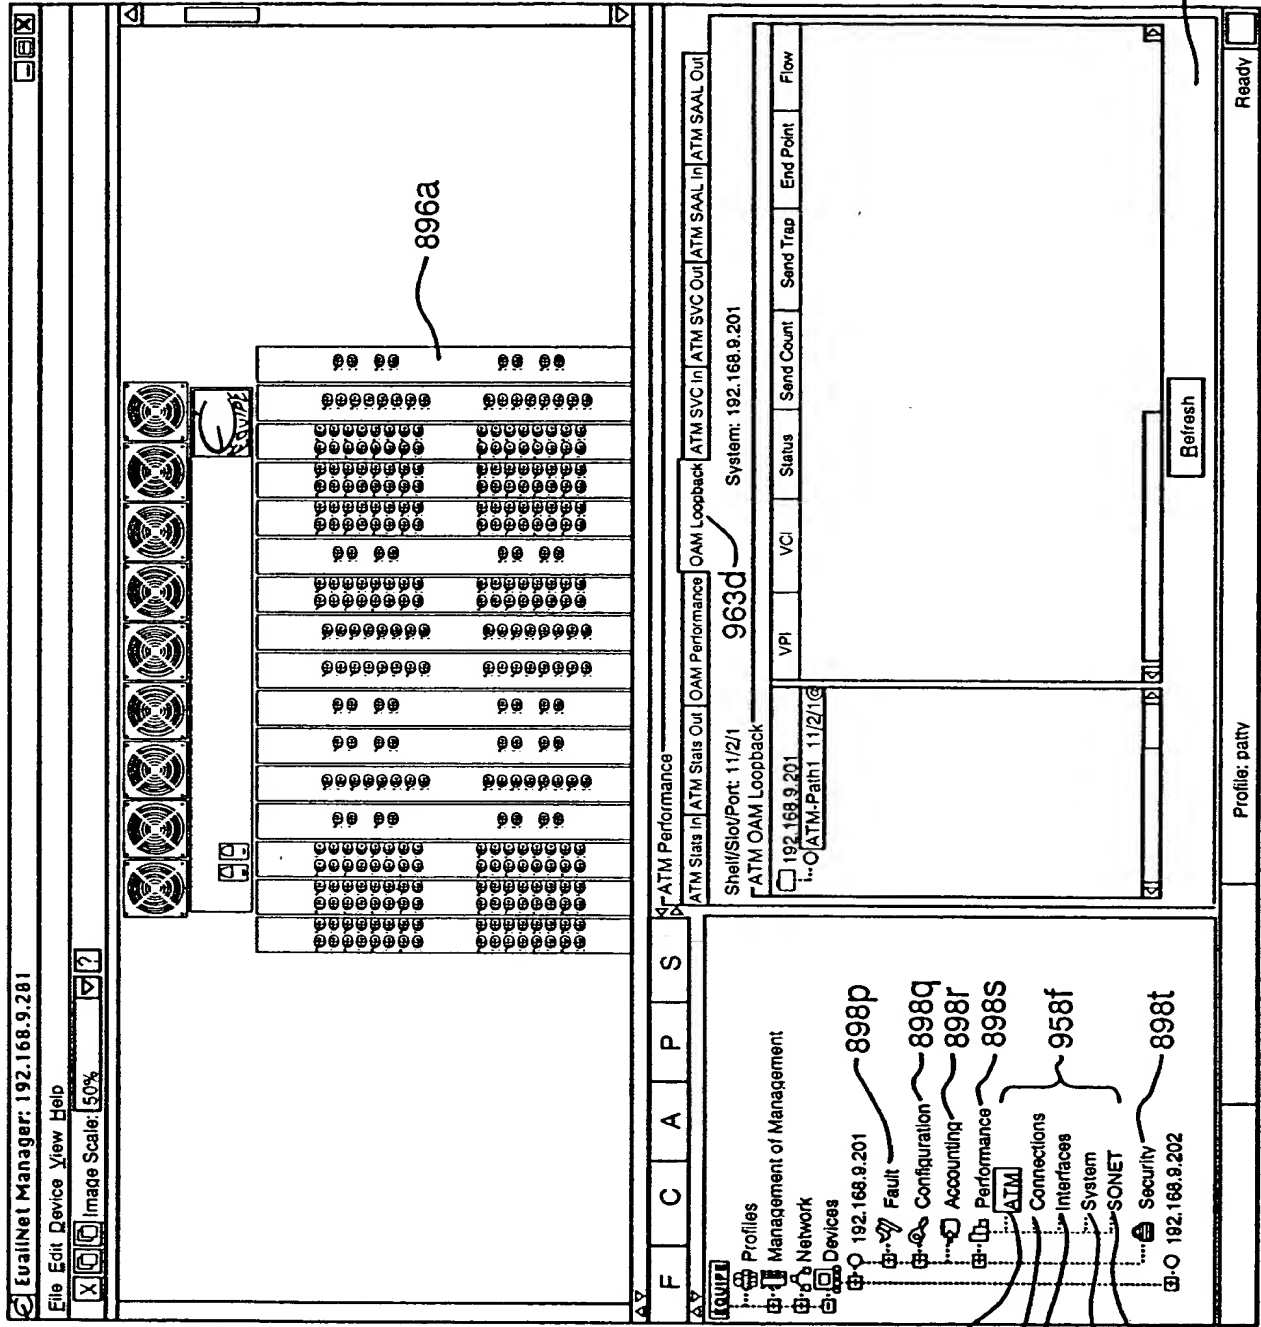 EuailNet Manager: 192.168.9.281
File Edit Device View Help
X Image Scale: 50% ?
EQUIPE
896a
F C A P S
EQUIPE
Profiles
Management of Management
Network
Devices
192.168.9.201
Fault
Configuration
Accounting
Performance
ATM
Connections
Interfaces
System
SONET
Security
192.168.9.202
898p
898q
898r
898s
958f
898t
ATM Performance
ATM Stats In ATM Stats Out OAM Performance OAM Loopback ATM SVC In ATM SVC Out ATM SAAL In ATM SAAL Out
963d
Shelf/Slot/Port: 11/2/1 System: 192.168.9.201
ATM OAM Loopback
192.168.9.201
ATM-Path1 11/2/1@
VPI VCI Status Send Count Send Trap End Point Flow
Refresh
Profile: patty Ready